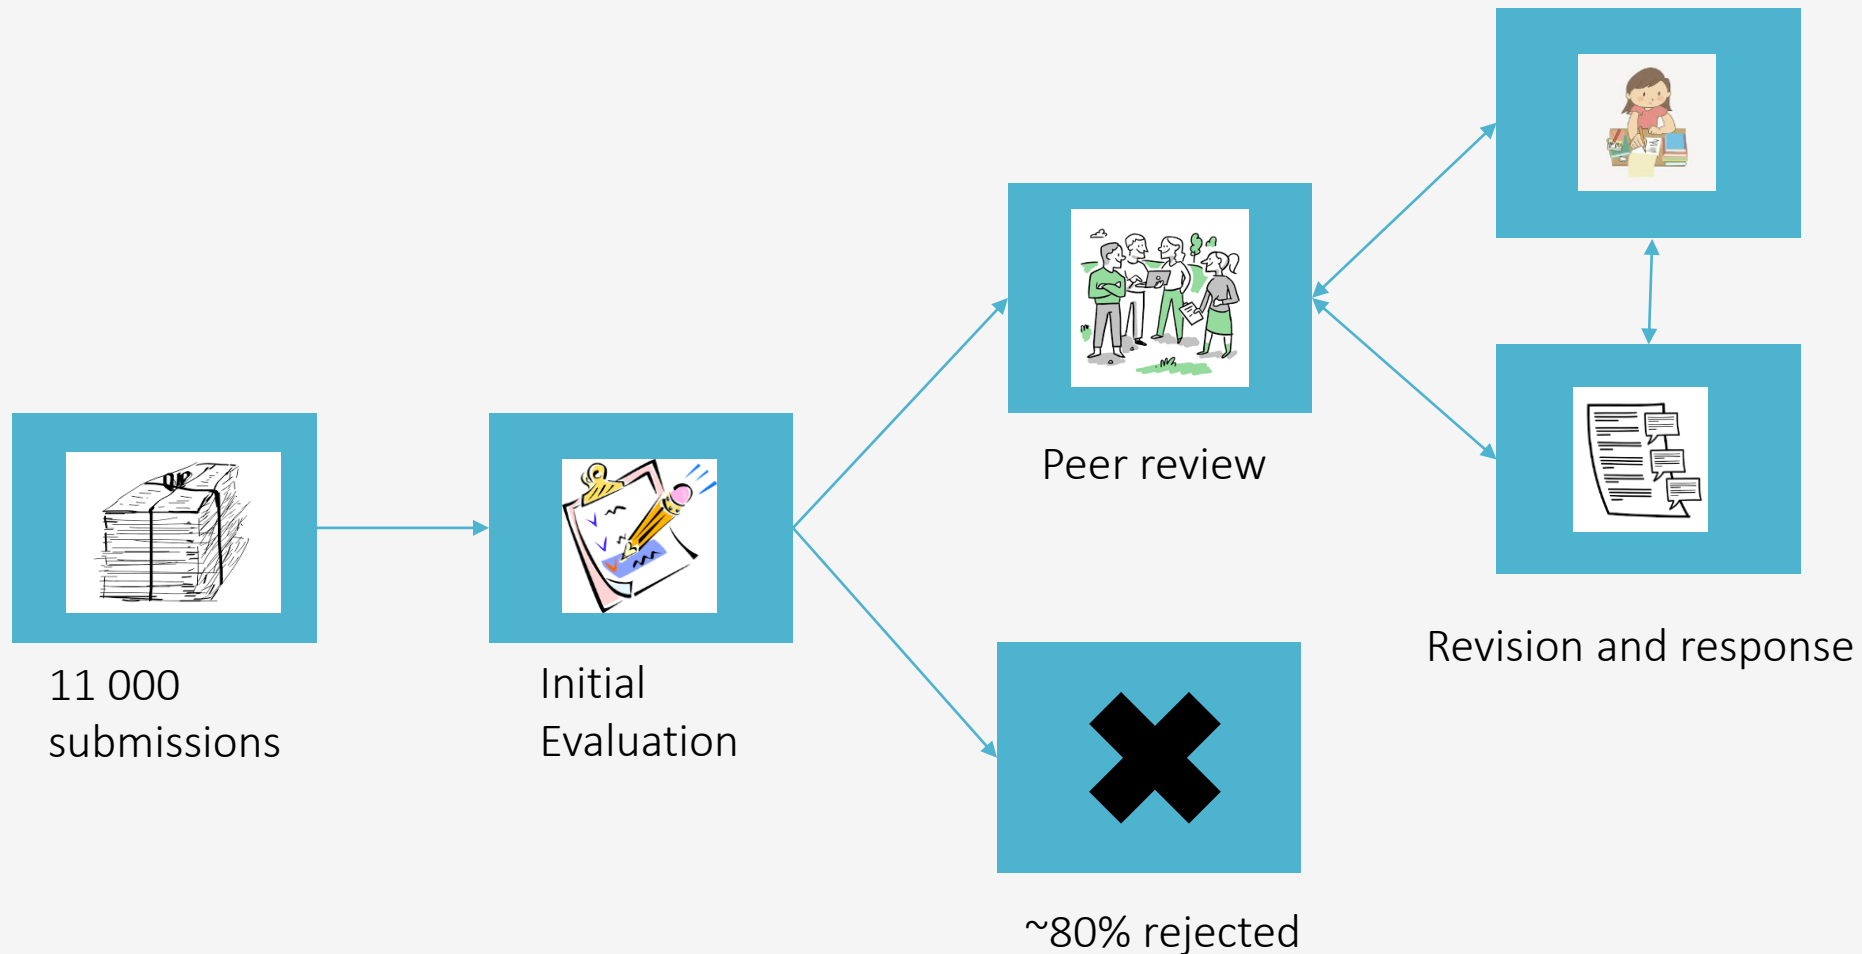 11 000
submissions
Initial
Evaluation
Peer review
~80% rejected
Revision and response